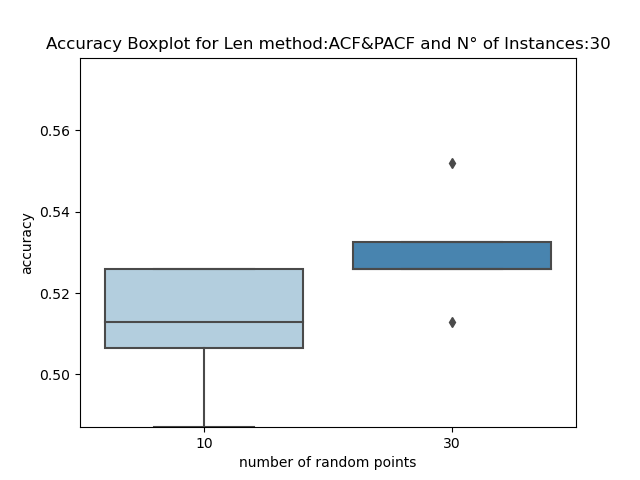 Accuracy Boxplot for Len method:ACF&PACF and N° of Instances:30
0.56
0.54
0.52
0.50
accuracy
10 30
number of random points